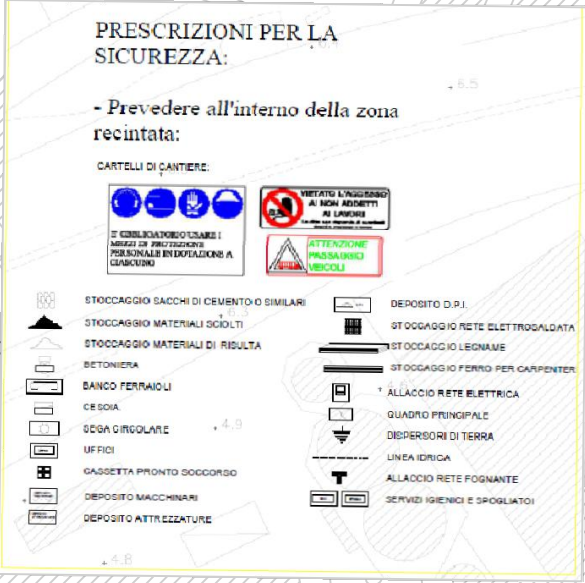 PRESCRIZIONI PER LA
SICUREZZA:
- Prevedere all'interno della zona
recintata:
CARTELLI DI CANTIERE:
E' OBBLIGATORIO USARE I
MEZZI DI PROTEZIONE
PERSONALE IN DOTAZIONE A
CIASCUNO
VIETATO L'ACCESSO
AI NON ADDETTI
AI LAVORI
ATTENZIONE
PASSAGGIO
VEICOLI
STOCCAGGIO SACCHI DI CEMENTO O SIMILARI
STOCCAGGIO MATERIALI SCIOLTI
STOCCAGGIO MATERIALI DI RISULTA
BETONIERA
BANCO FERRAIOLI
CESOIA
SEGA CIRCOLARE
UFFICI
CASSETTA PRONTO SOCCORSO
DEPOSITO MACCHINARI
DEPOSITO ATTREZZATURE
DEPOSITO D.P.I.
STOCCAGGIO RETE ELETTROSALDATA
STOCCAGGIO LEGNAME
STOCCAGGIO FERRO PER CARPENTER
ALLACCIO RETE ELETTRICA
QUADRO PRINCIPALE
DISPERSORI DI TERRA
LINEA IDRICA
ALLACCIO RETE FOGNANTE
SERVIZI IGIENICI E SPOGLIATOI
6.5
6.3
4.9
4.8